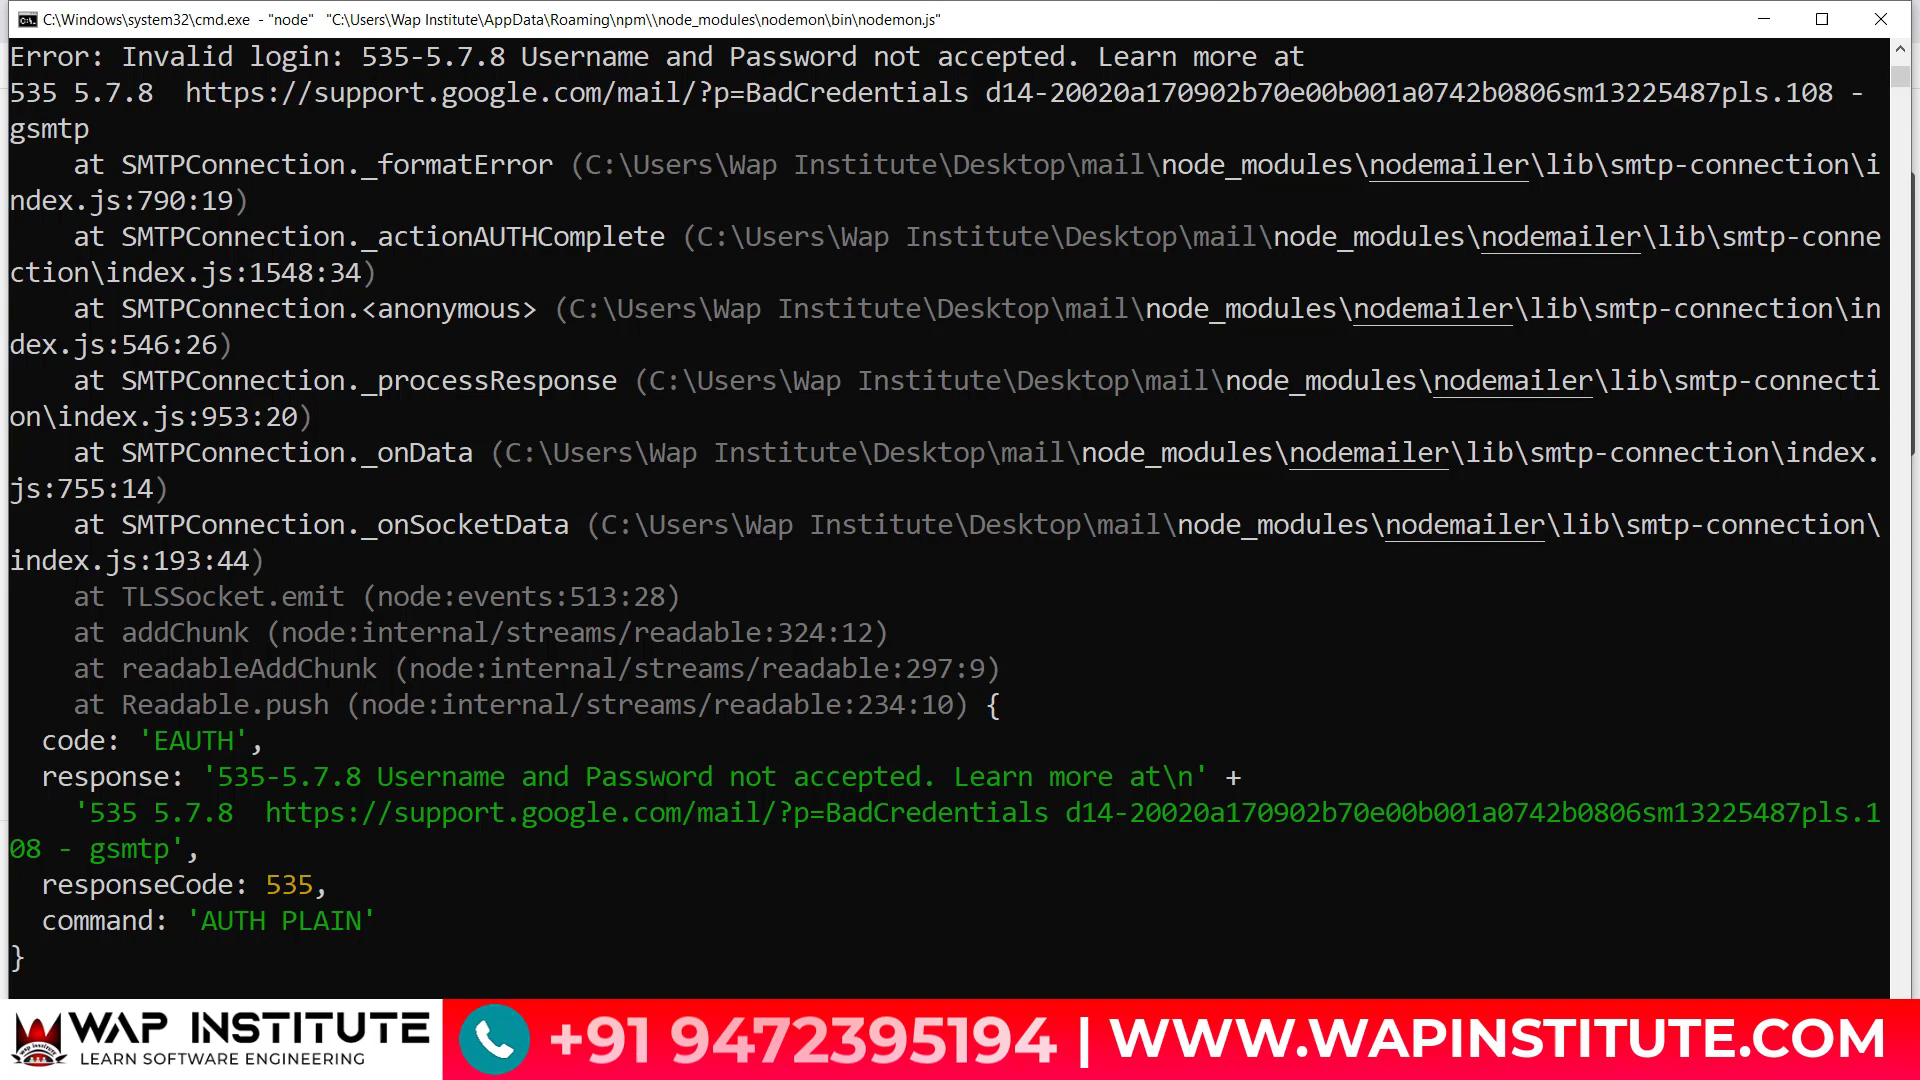 C:\Windows\system32\cmd.exe - "node" "C:\Users\Wap Institute\AppData\Roaming\npm\\node_modules\nodemon\bin\nodemon.js"
Error: Invalid login: 535-5.7.8 Username and Password not accepted. Learn more at
535 5.7.8  https://support.google.com/mail/?p=BadCredentials d14-20020a170902b70e00b001a0742b0806sm13225487pls.108 -
gsmtp
    at SMTPConnection._formatError (C:\Users\Wap Institute\Desktop\mail\node_modules\nodemailer\lib\smtp-connection\i
ndex.js:790:19)
    at SMTPConnection._actionAUTHComplete (C:\Users\Wap Institute\Desktop\mail\node_modules\nodemailer\lib\smtp-conne
ction\index.js:1548:34)
    at SMTPConnection.<anonymous> (C:\Users\Wap Institute\Desktop\mail\node_modules\nodemailer\lib\smtp-connection\in
dex.js:546:26)
    at SMTPConnection._processResponse (C:\Users\Wap Institute\Desktop\mail\node_modules\nodemailer\lib\smtp-connecti
on\index.js:953:20)
    at SMTPConnection._onData (C:\Users\Wap Institute\Desktop\mail\node_modules\nodemailer\lib\smtp-connection\index.
js:755:14)
    at SMTPConnection._onSocketData (C:\Users\Wap Institute\Desktop\mail\node_modules\nodemailer\lib\smtp-connection\
index.js:193:44)
    at TLSSocket.emit (node:events:513:28)
    at addChunk (node:internal/streams/readable:324:12)
    at readableAddChunk (node:internal/streams/readable:297:9)
    at Readable.push (node:internal/streams/readable:234:10) {
  code: 'EAUTH',
  response: '535-5.7.8 Username and Password not accepted. Learn more at\n' +
    '535 5.7.8  https://support.google.com/mail/?p=BadCredentials d14-20020a170902b70e00b001a0742b0806sm13225487pls.1
08 - gsmtp',
  responseCode: 535,
  command: 'AUTH PLAIN'
}
WAP INSTITUTE
LEARN SOFTWARE ENGINEERING
+91 9472395194 | WWW.WAPINSTITUTE.COM